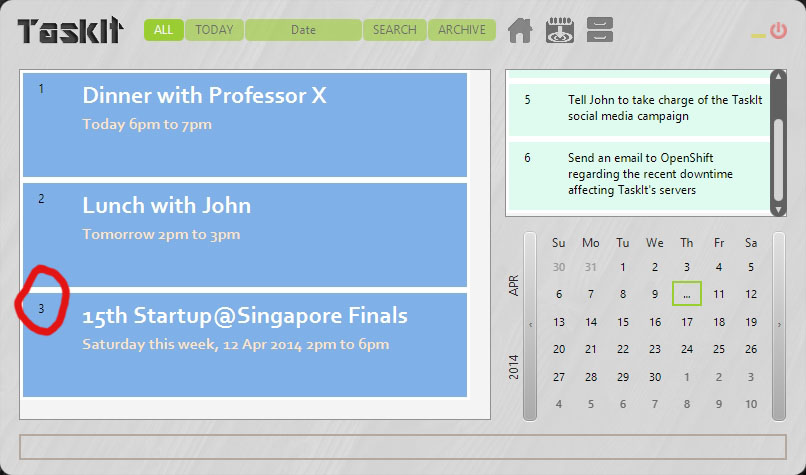 TaskIt
ALL TODAY Date SEARCH ARCHIVE
1
Dinner with Professor X
Today 6pm to 7pm
2
Lunch with John
Tomorrow 2pm to 3pm
3
15th Startup@Singapore Finals
Saturday this week, 12 Apr 2014 2pm to 6pm
5
Tell John to take charge of the TaskIt
social media campaign
6
Send an email to OpenShift
regarding the recent downtime
affecting TaskIt's servers
APR
2014
Su Mo Tu We Th Fr Sa
30 31 1 2 3 4 5
6 7 8 9 ... 11 12
13 14 15 16 17 18 19
20 21 22 23 24 25 26
27 28 29 30 1 2 3
4 5 6 7 8 9 10